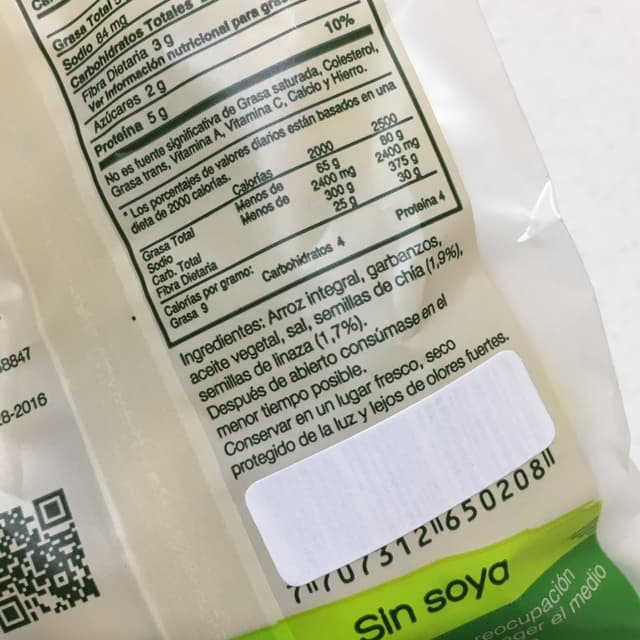 Grasa Total
Sodio 84 mg
Carbohidratos Totales
Fibra Dietaria 3 g
Ver información nutricional para
Azúcares 2 g
Proteína 5 g 10%
No es fuente significativa de Grasa saturada, Colesterol,
Grasa trans, Vitamina A, Vitamina C, Calcio y Hierro.
* Los porcentajes de valores diarios están basados en una
dieta de 2000 calorías.
Calorías 2000 2500
Grasa Total Menos de 65 g 80 g
Sodio Menos de 2400 mg 2400 mg
Carb. Total 300 g 375 g
Fibra Dietaria 25 g 30 g
Calorías por gramo:
Grasa 9 Carbohidratos 4 Proteína 4
Ingredientes: Arroz integral, garbanzos,
aceite vegetal, sal, semillas de chía (1,9%),
semillas de linaza (1,7%).
Después de abierto consúmase en el
menor tiempo posible.
Conservar en un lugar fresco, seco
protegido de la luz y lejos de olores fuertes.
7 707312 650208
Sin soya
el medio
8-2016